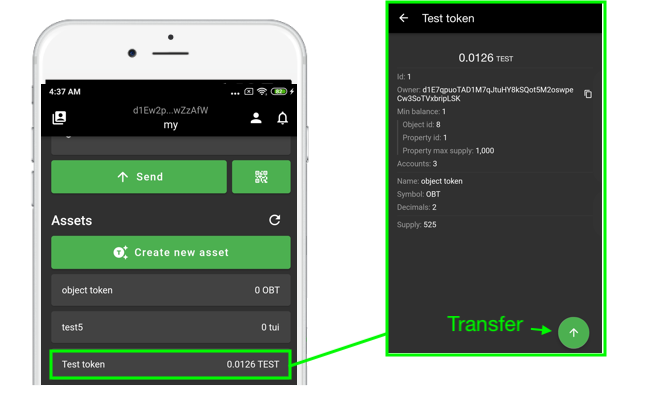 4:37 AM
...
d1Ew2p...wZzAfW
my
Send
Assets
Create new asset
object token 0 OBT
test5 0 tui
Test token 0.0126 TEST
Test token
0.0126 TEST
Id: 1
Owner: d1E7qpuoTAD1M7qJtuHY8kSQot5M2oswpe
Cw3SoTVxbripLSK
Min balance: 1
Object id: 8
Property id: 1
Property max supply: 1,000
Accounts: 3
Name: object token
Symbol: OBT
Decimals: 2
Supply: 525
Transfer